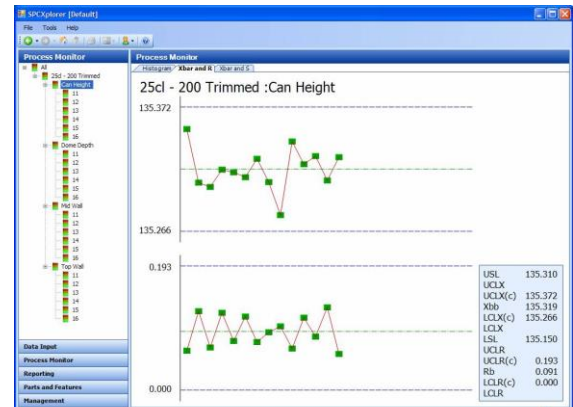 SPCXplorer [Default]
File Tools Help
Process Monitor
All
25cl - 200 Trimmed
Can Height
11
12
13
14
15
16
Dome Depth
11
12
13
14
15
16
Mid Wall
11
12
13
14
15
16
Top Wall
11
12
13
14
15
16
Data Input
Process Monitor
Reporting
Parts and Features
Management
Process Monitor
Histogram Xbar and R Xbar and S
25cl - 200 Trimmed :Can Height
135.372
135.266
0.193
0.000
USL 135.310
UCLX
UCLX(c) 135.372
Xbb 135.319
LCLX(c) 135.266
LCLX
LSL 135.150
UCLR
UCLR(c) 0.193
Rb 0.091
LCLR(c) 0.000
LCLR